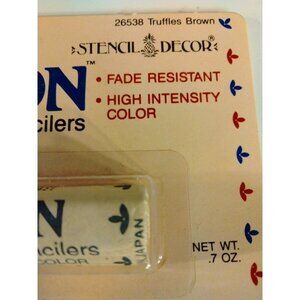 26538 Truffles Brown
STENCIL DECOR®
ON™
• FADE RESISTANT
• HIGH INTENSITY
COLOR
ncilers
N
ncilers
COLOR
JAPAN
NET WT.
.7 OZ.